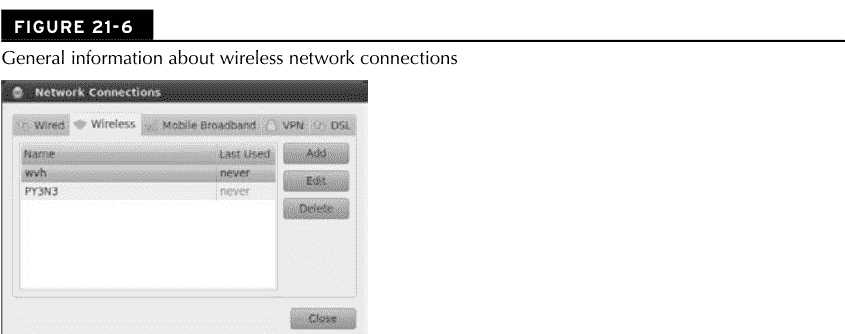 FIGURE 21-6
General information about wireless network connections
Network Connections
Wired Wireless Mobile Broadband VPN DSL
Name Last Used Add
wvh never
Edit
PY3N3 never
Delete
Close